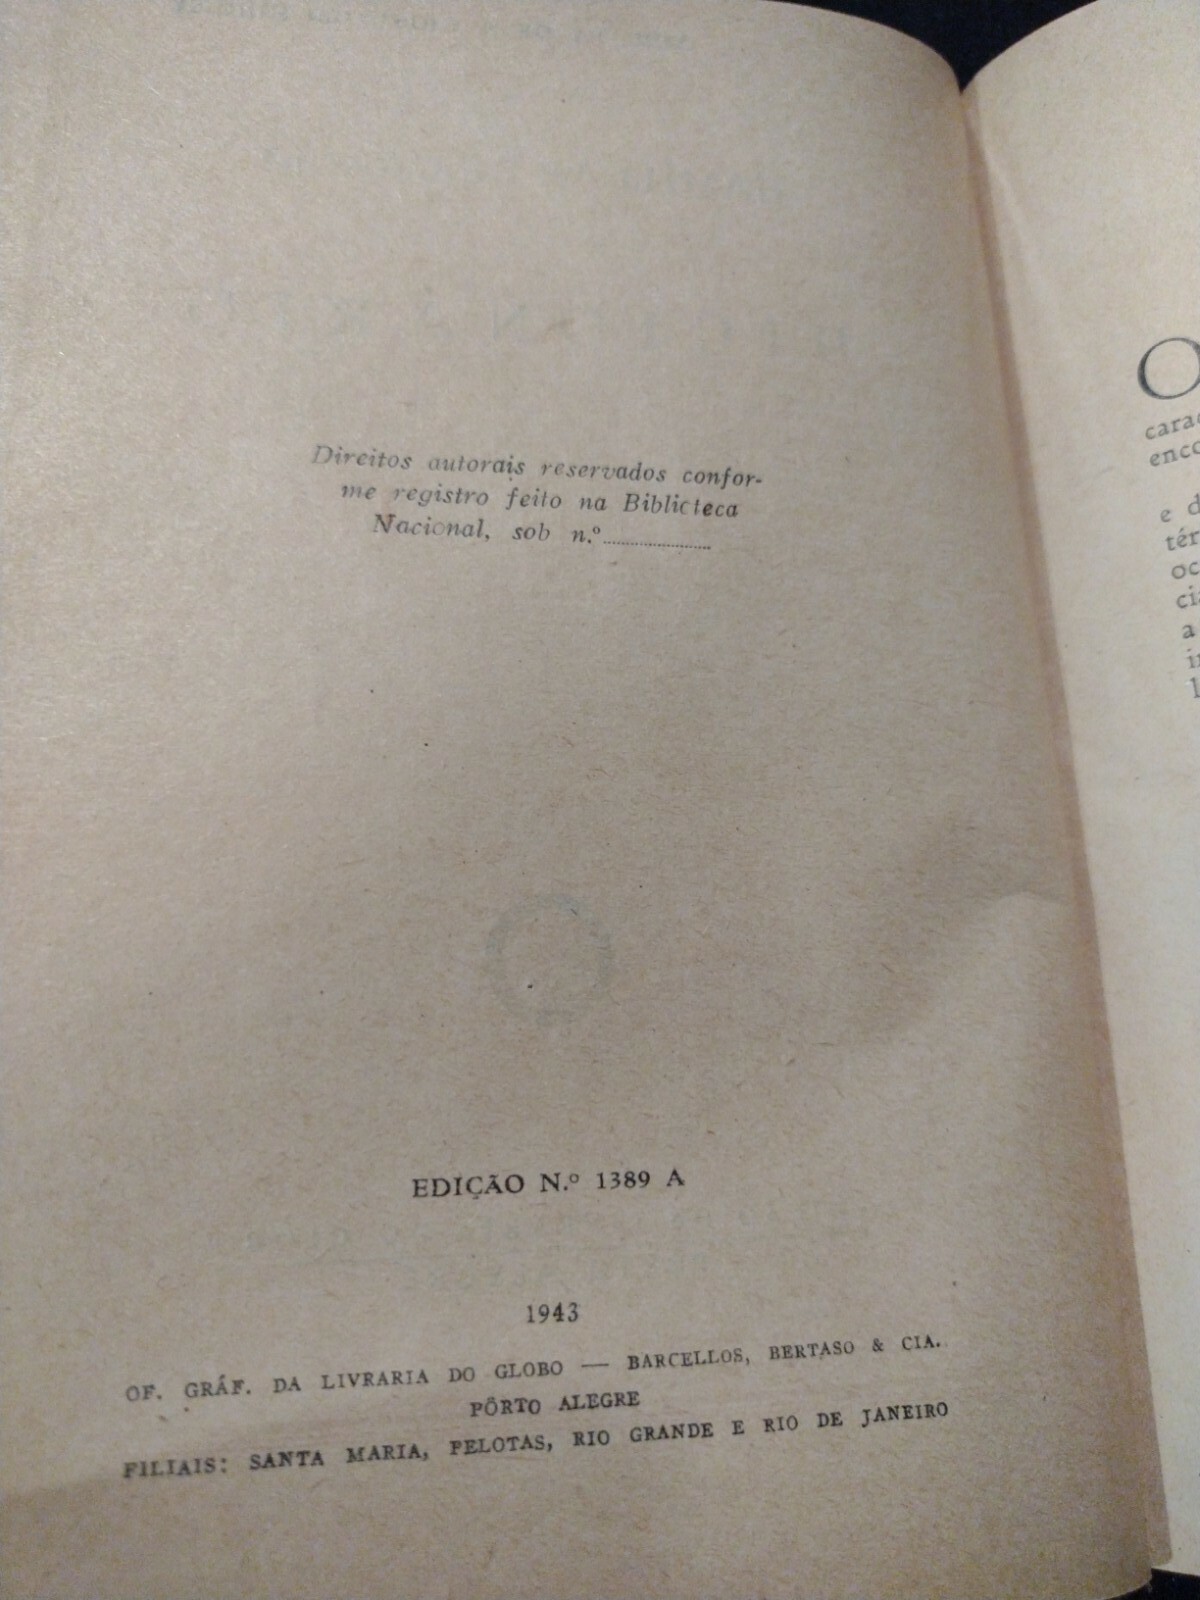 Direitos autorais reservados confor-
me registro feito na Biblicteca
Nacional, sob n.º....................
EDIÇÃO N.º 1389 A
1943
OF. GRÁF. DA LIVRARIA DO GLOBO — BARCELLOS, BERTASO & CIA.
PÔRTO ALEGRE
FILIAIS: SANTA MARIA, PELOTAS, RIO GRANDE E RIO DE JANEIRO
O
e d
a